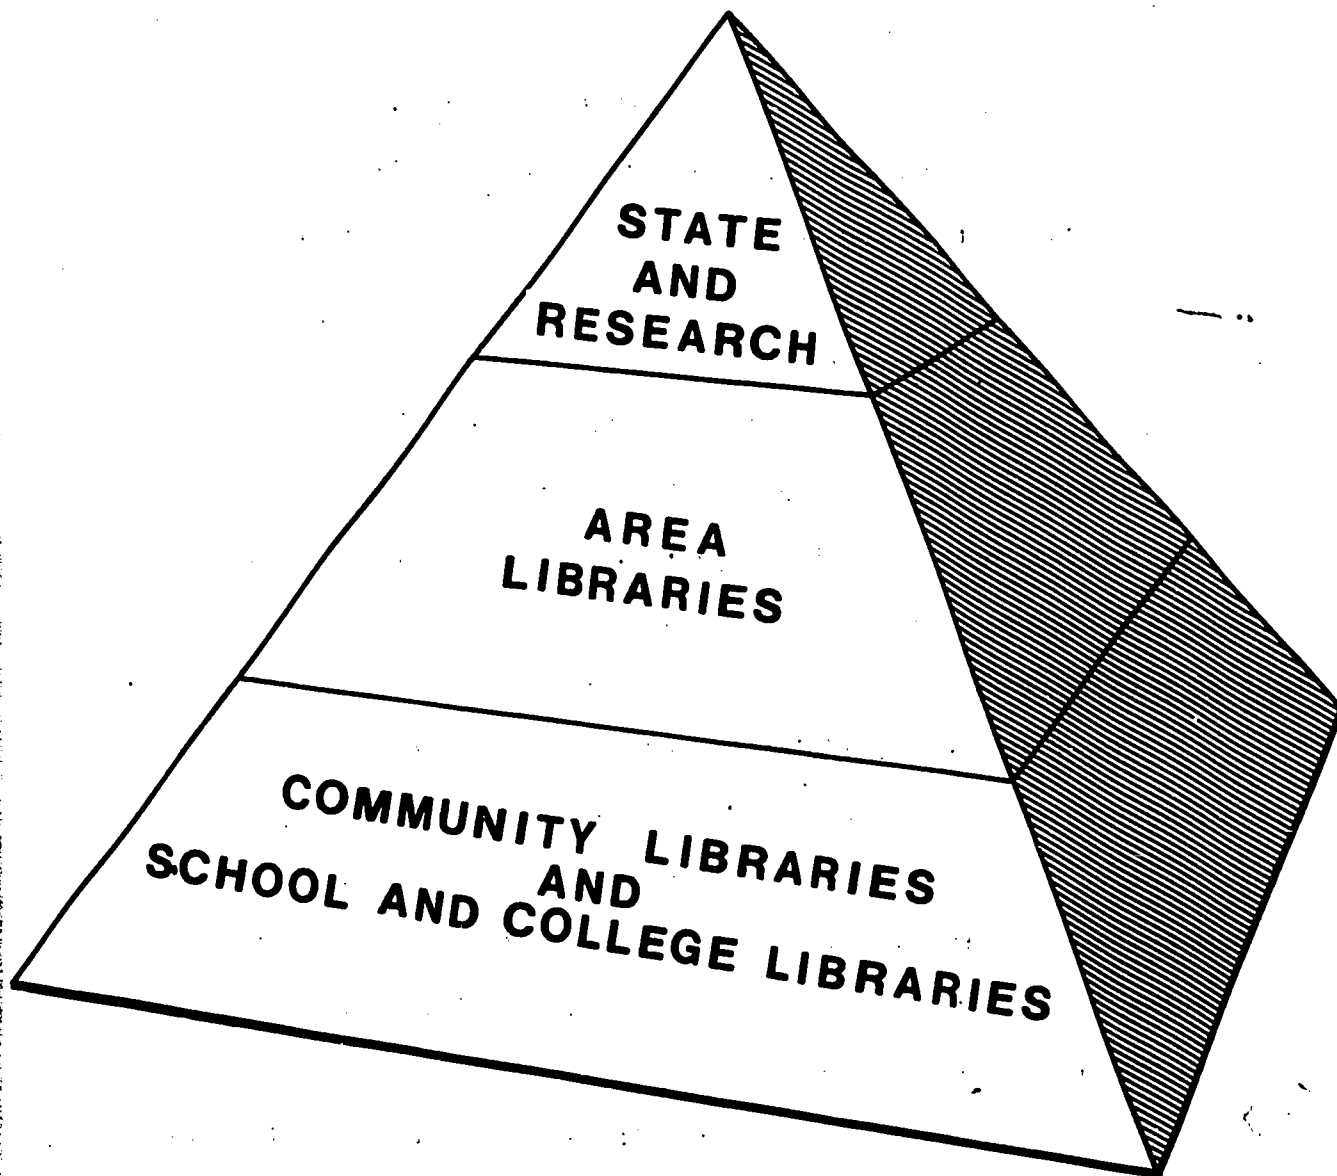 STATE
AND
RESEARCH
AREA
LIBRARIES
COMMUNITY LIBRARIES
AND
SCHOOL AND COLLEGE LIBRARIES